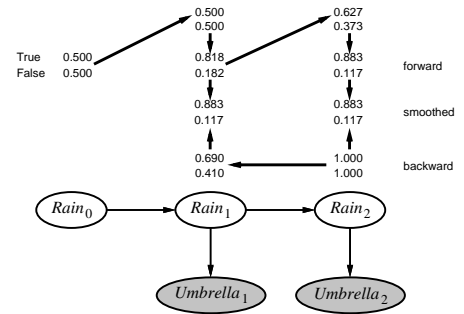 0.500 0.627
0.500 0.373
True 0.500 0.818 0.883
False 0.500 0.182 0.117 forward
0.883 0.883
0.117 0.117 smoothed
0.690 1.000
0.410 1.000 backward
Rain0 Rain1 Rain2
Umbrella1 Umbrella2